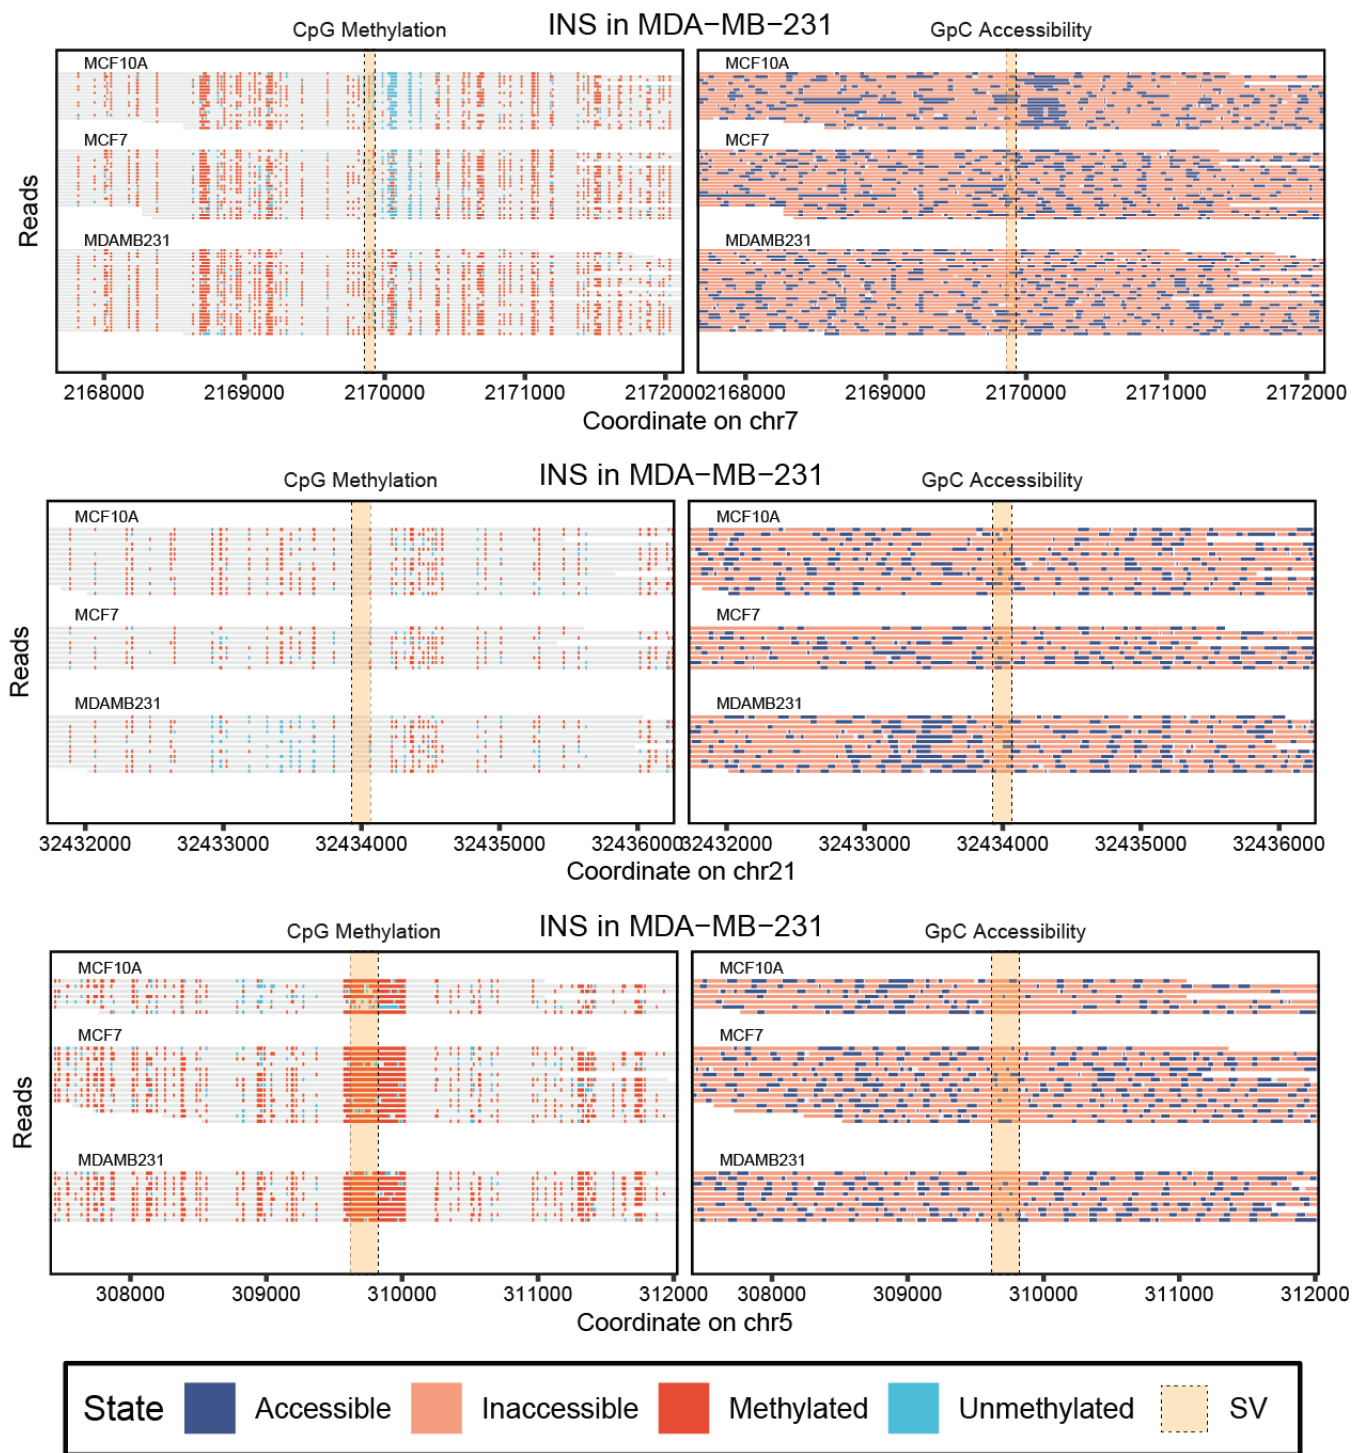 INS in MDA−MB−231
CpG Methylation
GpC Accessibility
Reads
MCF10A
MCF7
MDAMB231
MCF10A
MCF7
MDAMB231
2168000 2169000 2170000 2171000 2172000
2168000 2169000 2170000 2171000 2172000
Coordinate on chr7
INS in MDA−MB−231
CpG Methylation
GpC Accessibility
Reads
MCF10A
MCF7
MDAMB231
MCF10A
MCF7
MDAMB231
32432000 32433000 32434000 32435000 32436000
32432000 32433000 32434000 32435000 32436000
Coordinate on chr21
INS in MDA−MB−231
CpG Methylation
GpC Accessibility
Reads
MCF10A
MCF7
MDAMB231
MCF10A
MCF7
MDAMB231
308000 309000 310000 311000 312000
308000 309000 310000 311000 312000
Coordinate on chr5
State Accessible Inaccessible Methylated Unmethylated SV